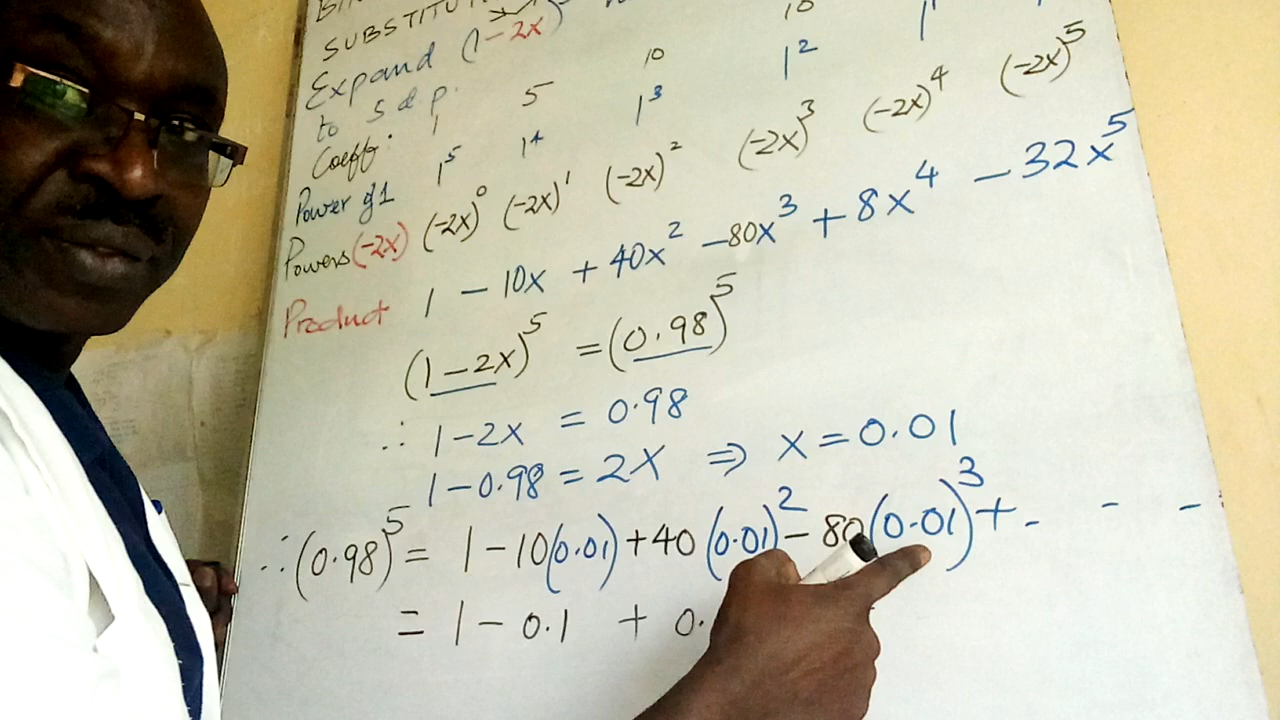 SUBSTITU
Expand (1-2x)
to 5 d.p.
Coeff: 1 5 10 10
Power of 1 1⁵ 1⁴ 1³ 1² 1¹
Powers (-2x) (-2x)⁰ (-2x)¹ (-2x)² (-2x)³ (-2x)⁴ (-2x)⁵
Product 1 - 10x + 40x² - 80x³ + 8x⁴ - 32x⁵
(1-2x)⁵ = (0.98)⁵
∴ 1-2x = 0.98
1-0.98 = 2x ⇒ x = 0.01
∴ (0.98)⁵ = 1 - 10(0.01) + 40(0.01)² - 80(0.01)³ + - - -
= 1 - 0.1 + 0.